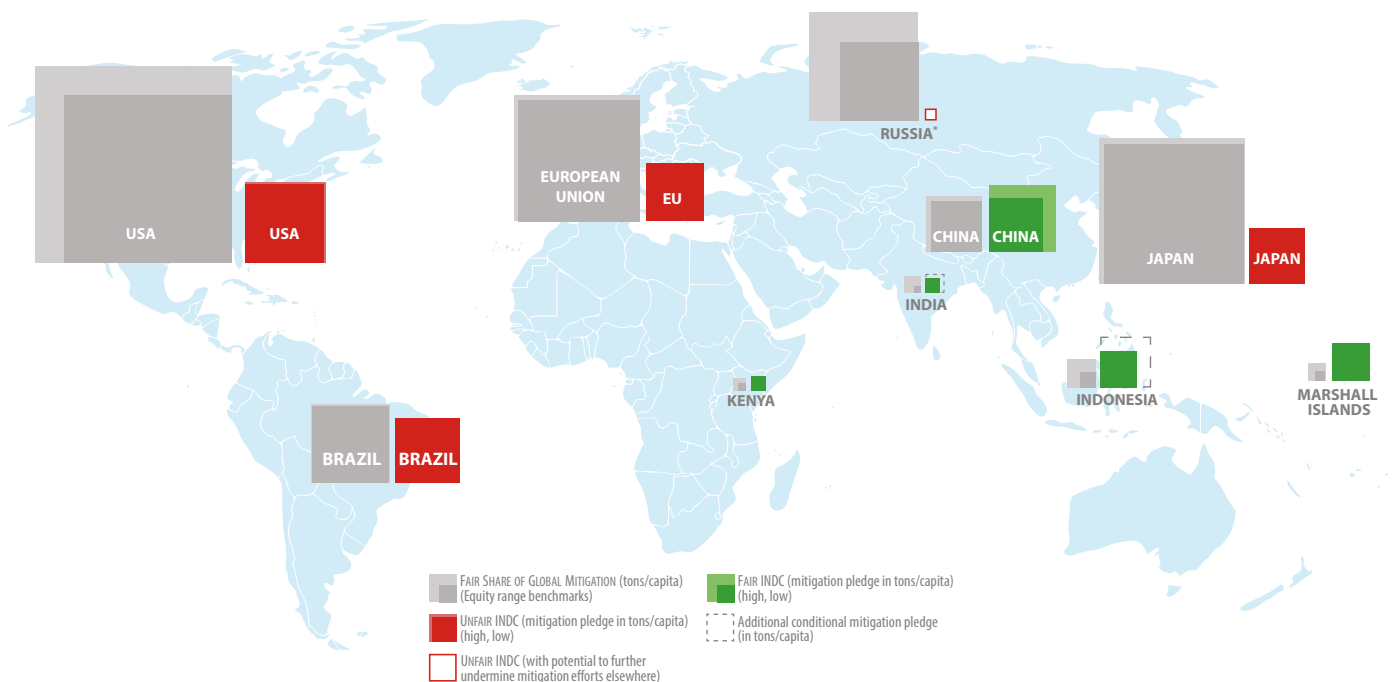 RUSSIA*
EUROPEAN
UNION
EU
USA
USA
CHINA
CHINA
JAPAN
JAPAN
INDIA
KENYA
INDONESIA
MARSHALL
ISLANDS
BRAZIL
BRAZIL
FAIR SHARE OF GLOBAL MITIGATION (tons/capita)
(Equity range benchmarks)
UNFAIR INDC (mitigation pledge in tons/capita)
(high, low)
UNFAIR INDC (with potential to further
undermine mitigation efforts elsewhere)
FAIR INDC (mitigation pledge in tons/capita)
(high, low)
Additional conditional mitigation pledge
(in tons/capita)